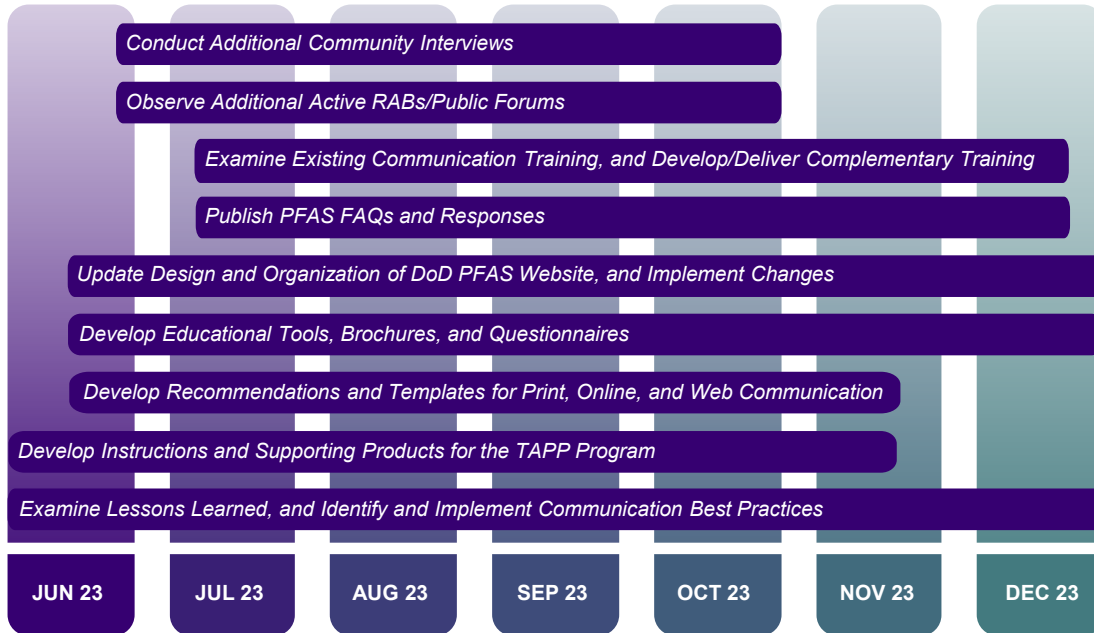 Conduct Additional Community Interviews
Observe Additional Active RABs/Public Forums
Examine Existing Communication Training, and Develop/Deliver Complementary Training
Publish PFAS FAQs and Responses
Update Design and Organization of DoD PFAS Website, and Implement Changes
Develop Educational Tools, Brochures, and Questionnaires
Develop Recommendations and Templates for Print, Online, and Web Communication
Develop Instructions and Supporting Products for the TAPP Program
Examine Lessons Learned, and Identify and Implement Communication Best Practices
JUN 23 JUL 23 AUG 23 SEP 23 OCT 23 NOV 23 DEC 23